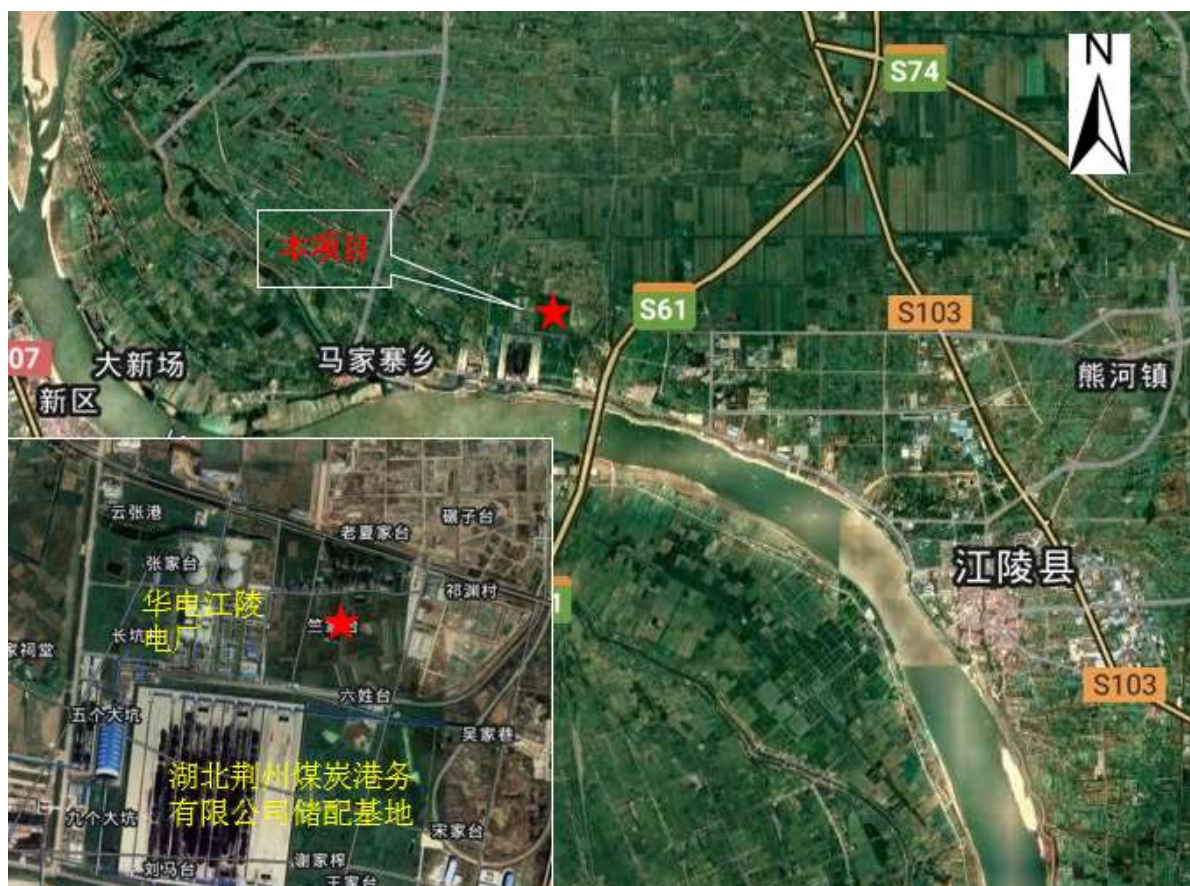 N
S74
本项目
S61
S103
07
大新场
马家寨乡
熊河镇
新区
云张港
碾子台
老夏家台
张家台
祁渊村
华电江陵
电厂
江陵县
长坑
家祠堂
六姓台
S103
五个大坑
吴家巷
湖北荆州煤炭港务
有限公司储配基地
九个大坑
宋家台
谢家榨
刘马台
王家台